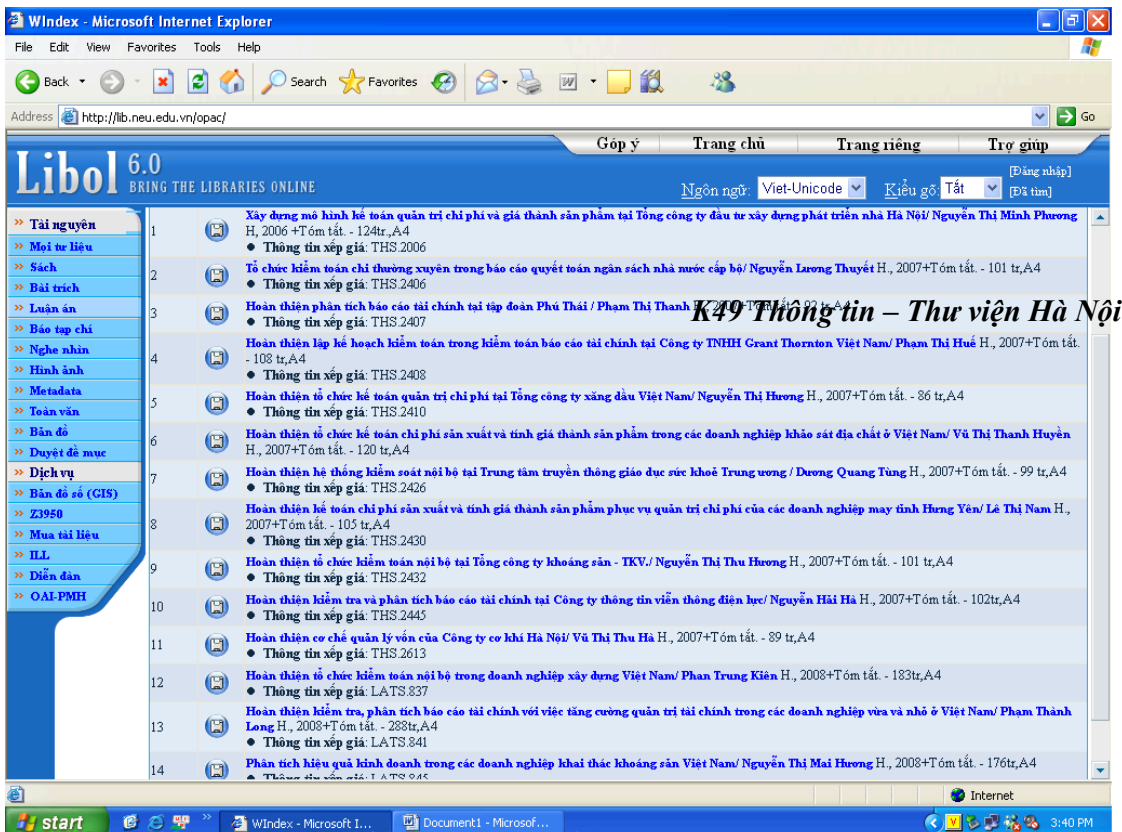 WIndex - Microsoft Internet Explorer
File Edit View Favorites Tools Help
Back Search Favorites
Address http://lib.neu.edu.vn/opac/ Go
Góp ý Trang chủ Trang riêng Trợ giúp
Libol 6.0
BRING THE LIBRARIES ONLINE
Ngôn ngữ: Viet-Unicode Kiểu gõ: Tắt
[Đăng nhập]
[Đã tìm]
Tài nguyên
Mọi tư liệu
Sách
Bài trích
Luận án
Báo tạp chí
Nghe nhìn
Hình ảnh
Metadata
Toàn văn
Bản đồ
Duyệt đề mục
Dịch vụ
Bản đồ số (GIS)
Z3950
Mua tài liệu
ILL
Diễn đàn
OAI-PMH
1 Xây dựng mô hình kế toán quản trị chi phí và giá thành sản phẩm tại Tổng công ty đầu tư xây dựng phát triển nhà Hà Nội/ Nguyễn Thị Minh Phương
H, 2006 +Tóm tắt. - 124tr.,A4
Thông tin xếp giá: THS.2006
2 Tổ chức kiểm toán chi thường xuyên trong báo cáo quyết toán ngân sách nhà nước cấp bộ/ Nguyễn Lương Thuyết H., 2007+Tóm tắt. - 101 tr,A4
Thông tin xếp giá: THS.2406
3 Hoàn thiện phân tích báo cáo tài chính tại tập đoàn Phú Thái / Phạm Thị Thanh
Thông tin xếp giá: THS.2407
K49 Thông tin – Thư viện Hà Nội
4 Hoàn thiện lập kế hoạch kiểm toán trong kiểm toán báo cáo tài chính tại Công ty TNHH Grant Thornton Việt Nam/ Phạm Thị Huế H., 2007+Tóm tắt.
- 108 tr,A4
Thông tin xếp giá: THS.2408
5 Hoàn thiện tổ chức kế toán quản trị chi phí tại Tổng công ty xăng dầu Việt Nam/ Nguyễn Thị Hương H., 2007+Tóm tắt. - 86 tr,A4
Thông tin xếp giá: THS.2410
6 Hoàn thiện tổ chức kế toán chi phí sản xuất và tính giá thành sản phẩm trong các doanh nghiệp khảo sát địa chất ở Việt Nam/ Vũ Thị Thanh Huyền
H., 2007+Tóm tắt. - 120 tr,A4
7 Hoàn thiện hệ thống kiểm soát nội bộ tại Trung tâm truyền thông giáo dục sức khoẻ Trung ương / Dương Quang Tùng H., 2007+Tóm tắt. - 99 tr,A4
Thông tin xếp giá: THS.2426
8 Hoàn thiện kế toán chi phí sản xuất và tính giá thành sản phẩm phục vụ quản trị chi phí của các doanh nghiệp may tỉnh Hưng Yên/ Lê Thị Nam H.,
2007+Tóm tắt. - 105 tr,A4
Thông tin xếp giá: THS.2430
9 Hoàn thiện tổ chức kiểm toán nội bộ tại Tổng công ty khoáng sản - TKV./ Nguyễn Thị Thu Hương H., 2007+Tóm tắt. - 101 tr,A4
Thông tin xếp giá: THS.2432
10 Hoàn thiện kiểm tra và phân tích báo cáo tài chính tại Công ty thông tin viễn thông điện lực/ Nguyễn Hải Hà H., 2007+Tóm tắt. - 102tr,A4
Thông tin xếp giá: THS.2445
11 Hoàn thiện cơ chế quản lý vốn của Công ty cơ khí Hà Nội/ Vũ Thị Thu Hà H., 2007+Tóm tắt. - 89 tr,A4
Thông tin xếp giá: THS.2613
12 Hoàn thiện tổ chức kiểm toán nội bộ trong doanh nghiệp xây dựng Việt Nam/ Phan Trung Kiên H., 2008+Tóm tắt. - 183tr,A4
Thông tin xếp giá: LATS.837
13 Hoàn thiện kiểm tra, phân tích báo cáo tài chính với việc tăng cường quản trị tài chính trong các doanh nghiệp vừa và nhỏ ở Việt Nam/ Phạm Thành
Long H., 2008+Tóm tắt. - 288tr,A4
Thông tin xếp giá: LATS.841
14 Phân tích hiệu quả kinh doanh trong các doanh nghiệp khai thác khoáng sản Việt Nam/ Nguyễn Thị Mai Hương H., 2008+Tóm tắt. - 176tr,A4
Thông tin xếp giá: LATS.845
Internet
start WIndex - Microsoft I... Document1 - Microsof... 3:40 PM